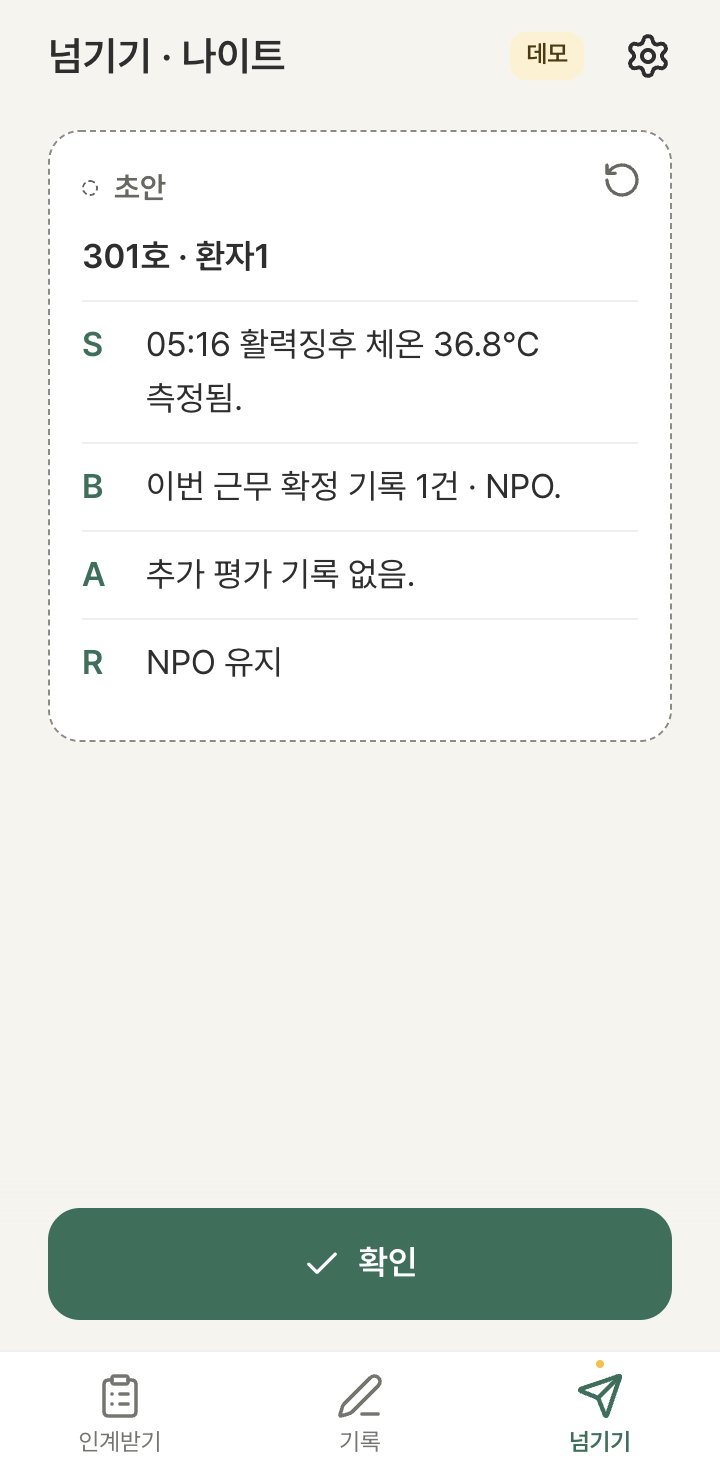 넘기기 · 나이트
데모
초안
301호 · 환자1
S 05:16 활력징후 체온 36.8°C
측정됨.
B 이번 근무 확정 기록 1건 · NPO.
A 추가 평가 기록 없음.
R NPO 유지
확인
인계받기 기록 넘기기